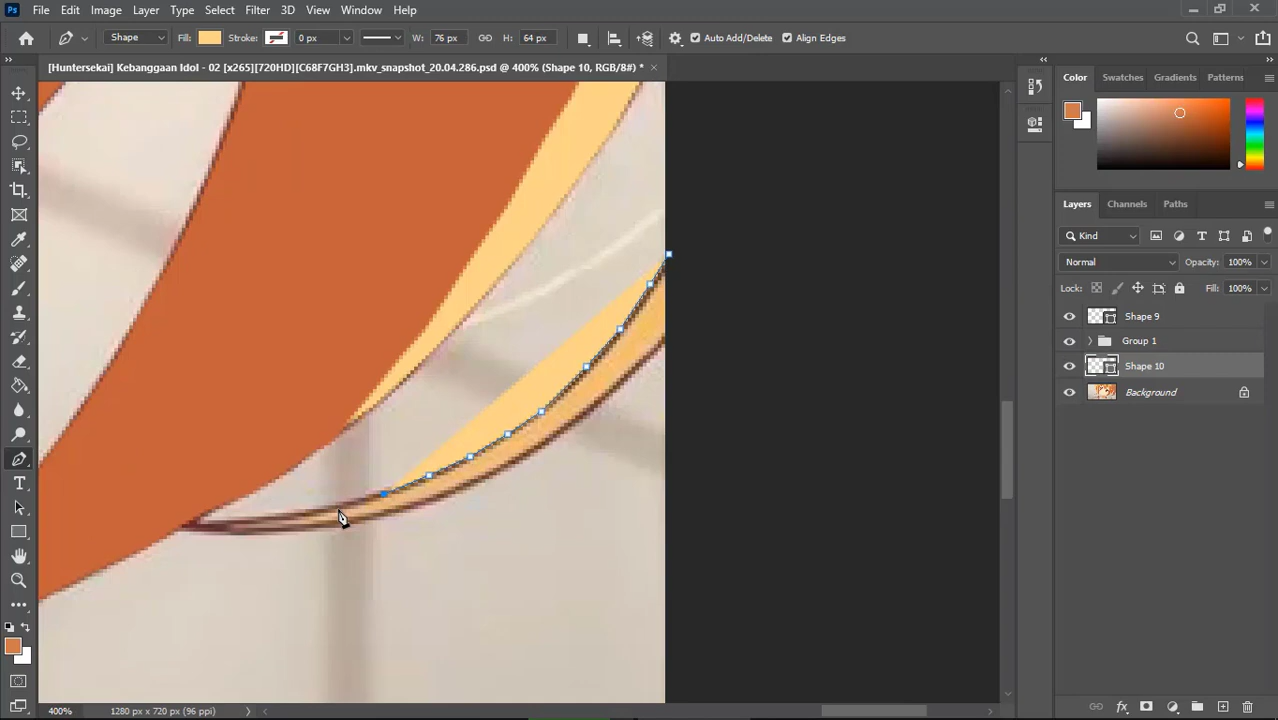 Ps File Edit Image Layer Type Select Filter 3D View Window Help
Shape Fill: Stroke: 0 px W: 76 px H: 64 px Auto Add/Delete Align Edges
[Huntersekai] Kebanggaan Idol - 02 [x265][720HD][C68F7GH3].mkv_snapshot_20.04.286.psd @ 400% (Shape 10, RGB/8#) *
Color Swatches Gradients Patterns
Layers Channels Paths
Kind
Normal Opacity: 100%
Lock: Fill: 100%
Shape 9
Group 1
Shape 10
Background
400% 1280 px x 720 px (96 ppi)